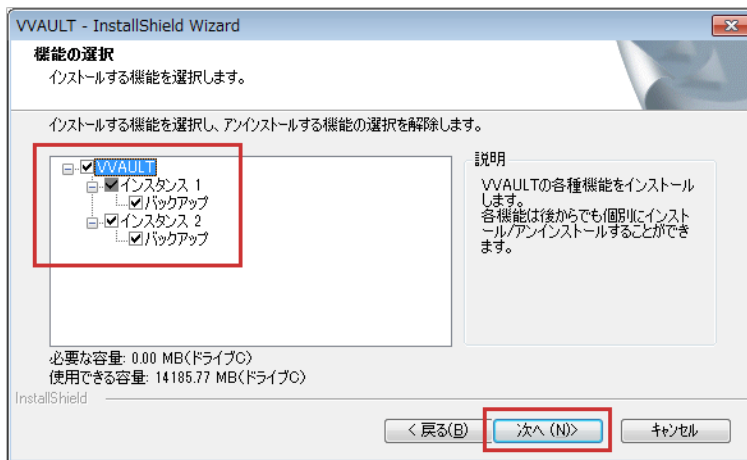 VVAULT - InstallShield Wizard
機能の選択
インストールする機能を選択します。
インストールする機能を選択し、アンインストールする機能の選択を解除します。
VVAULT
インスタンス 1
バックアップ
インスタンス 2
バックアップ
説明
VVAULTの各種機能をインストール
します。
各機能は後からでも個別にインスト
ール/アンインストールすることができ
ます。
必要な容量: 0.00 MB(ドライブC)
使用できる容量: 14185.77 MB(ドライブC)
InstallShield
< 戻る(B)
次へ (N)>
キャンセル